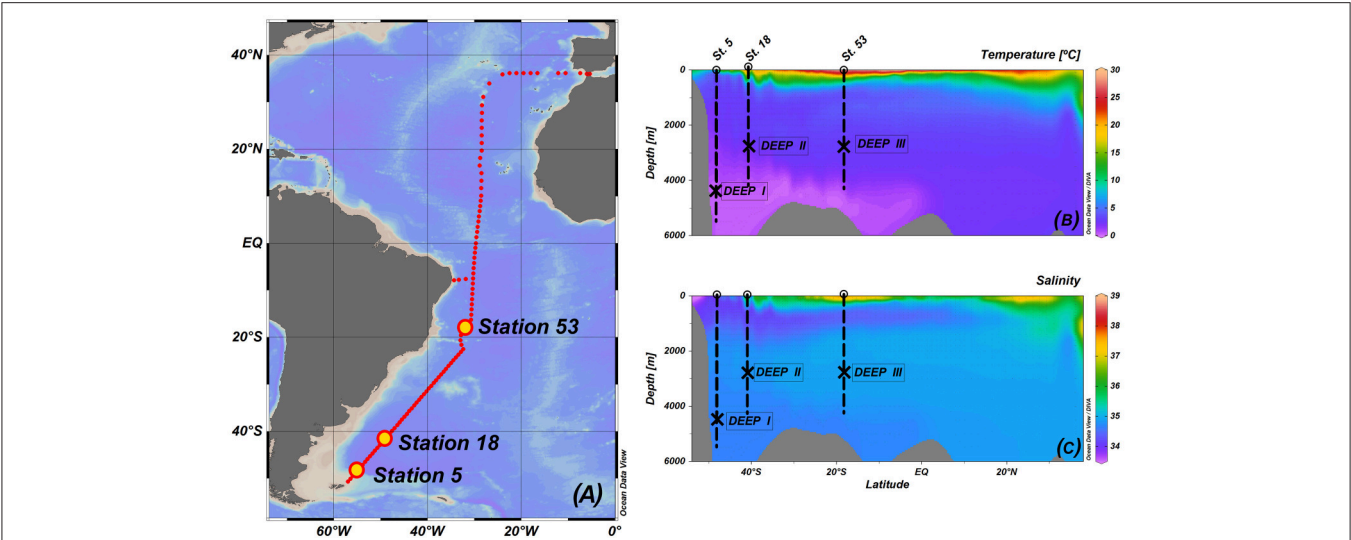 40°N
20°N
EQ
20°S
40°S
60°W
40°W
20°W
0°
Station 53
Station 18
Station 5
(A)
Ocean Data View
St. 5
St. 18
St. 53
Temperature [°C]
0
2000
4000
6000
Depth [m]
DEEP I
DEEP II
DEEP III
30
25
20
15
10
5
0
(B)
Ocean Data View / DIVA
Salinity
0
2000
4000
6000
Depth [m]
DEEP I
DEEP II
DEEP III
39
38
37
36
35
34
(C)
Ocean Data View / DIVA
40°S
20°S
EQ
20°N
Latitude